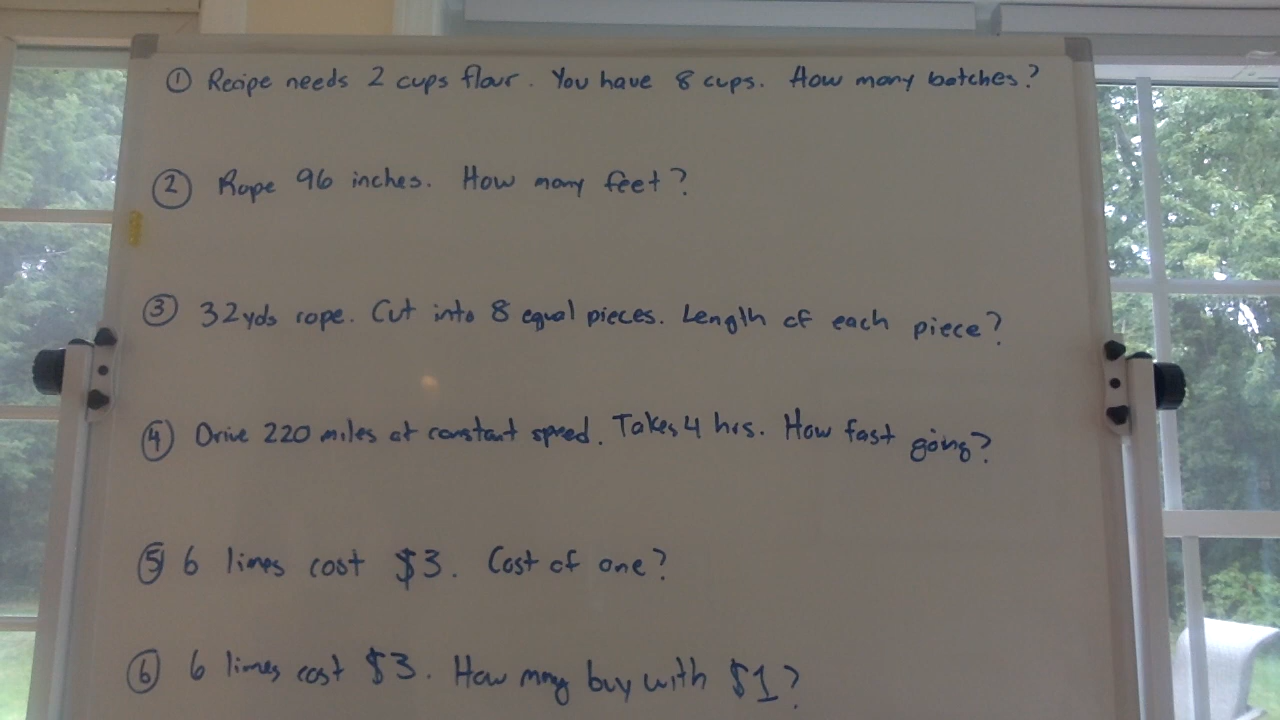 ① Recipe needs 2 cups flour. You have 8 cups. How many batches?
② Rope 96 inches. How many feet?
③ 32yds rope. Cut into 8 equal pieces. Length of each piece?
④ Drive 220 miles at constant speed. Takes 4 hrs. How fast going?
⑤ 6 limes cost $3. Cost of one?
⑥ 6 limes cost $3. How many buy with $1?